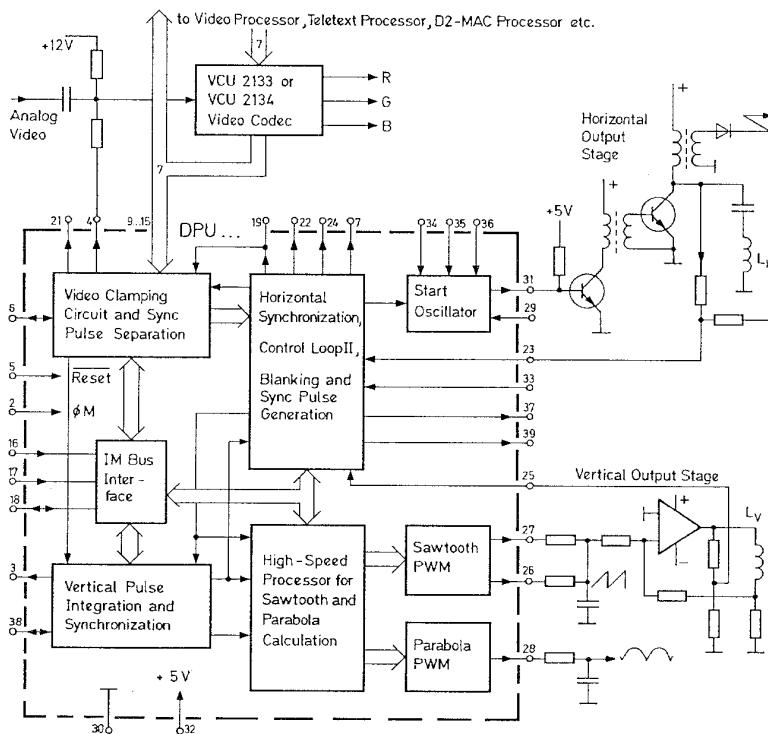 to Video Processor, Teletext Processor, D2-MAC Processor etc.
+12V
7
VCU 2133 or
VCU 2134
Video Codec
R
G
B
Analog
Video
Horizontal
Output
Stage
+
+
+5V
7
21
4
9...15
DPU...
19
22
24
7
34
35
36
31
29
6
Video Clamping
Circuit and Sync
Pulse Separation
Horizontal
Synchronization,
Control Loop II,
Blanking and
Sync Pulse
Generation
Start
Oscillator
23
33
37
39
25
5
Reset
2
ϕM
16
17
18
IM Bus
Inter-
face
Vertical Output Stage
+
−
LV
3
38
Vertical Pulse
Integration and
Synchronization
High-Speed
Processor for
Sawtooth and
Parabola
Calculation
Sawtooth
PWM
27
26
Parabola
PWM
28
+5V
30
32